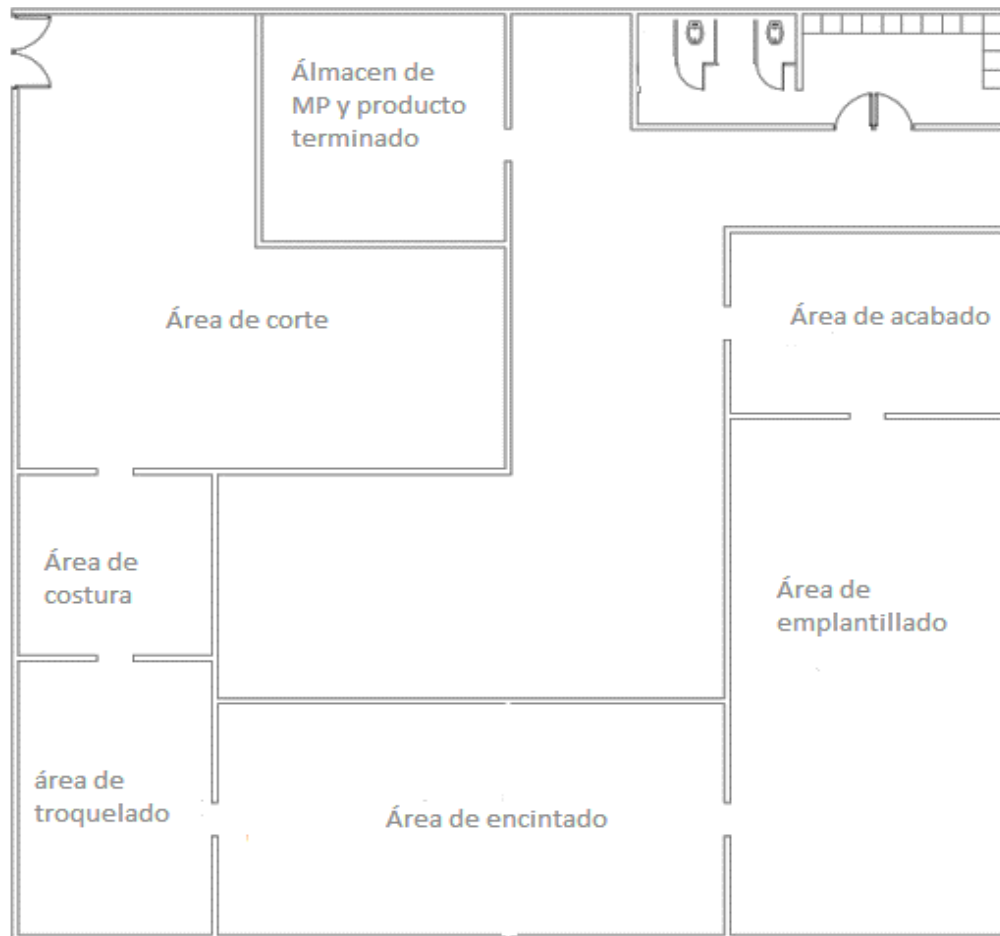 Álmacen de
MP y producto
terminado
Área de corte
Área de acabado
Área de
costura
Área de
emplantillado
área de
troquelado
Área de encintado